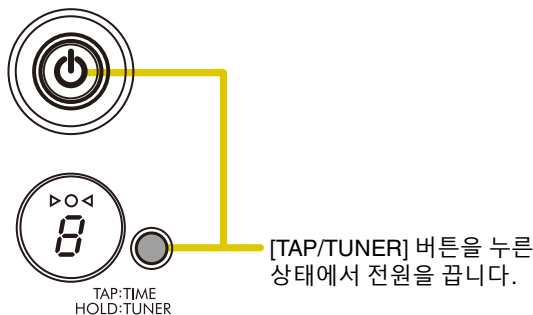 8
[TAP/TUNER] 버튼을 누른
상태에서 전원을 끕니다.
TAP:TIME
HOLD:TUNER